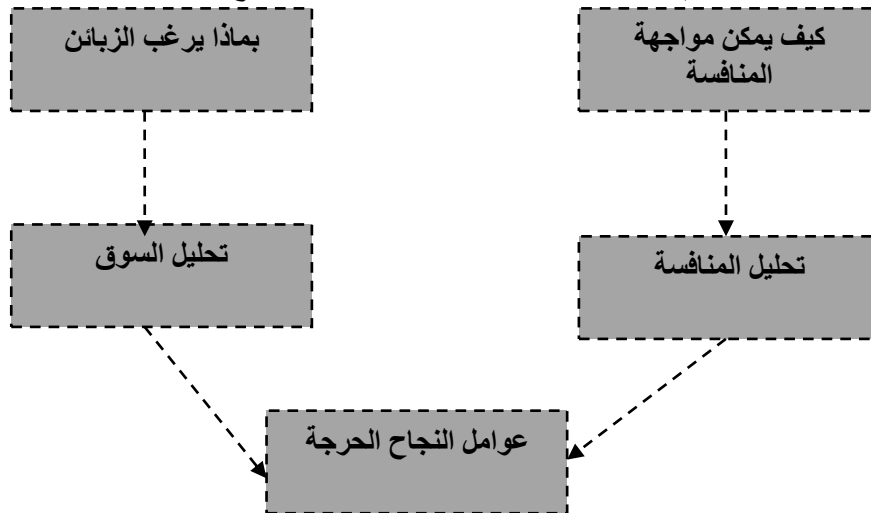 كيف يمكن مواجهة
المنافسة
بماذا يرغب الزبائن
تحليل المنافسة
تحليل السوق
عوامل النجاح الحرجة